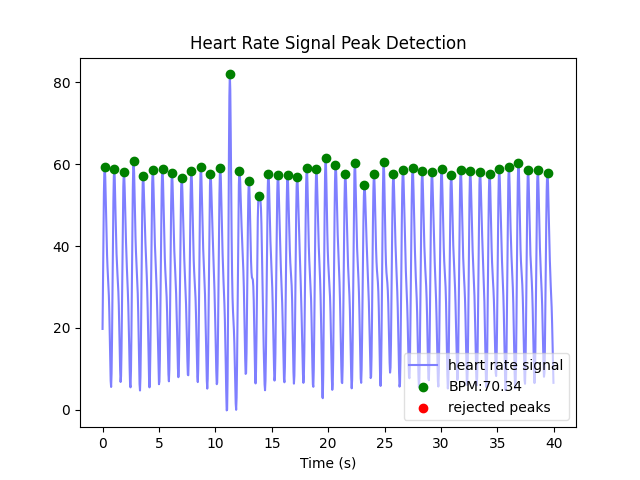 Heart Rate Signal Peak Detection
80
60
40
20
0
heart rate signal
BPM:70.34
rejected peaks
0 5 10 15 20 25 30 35 40
Time (s)